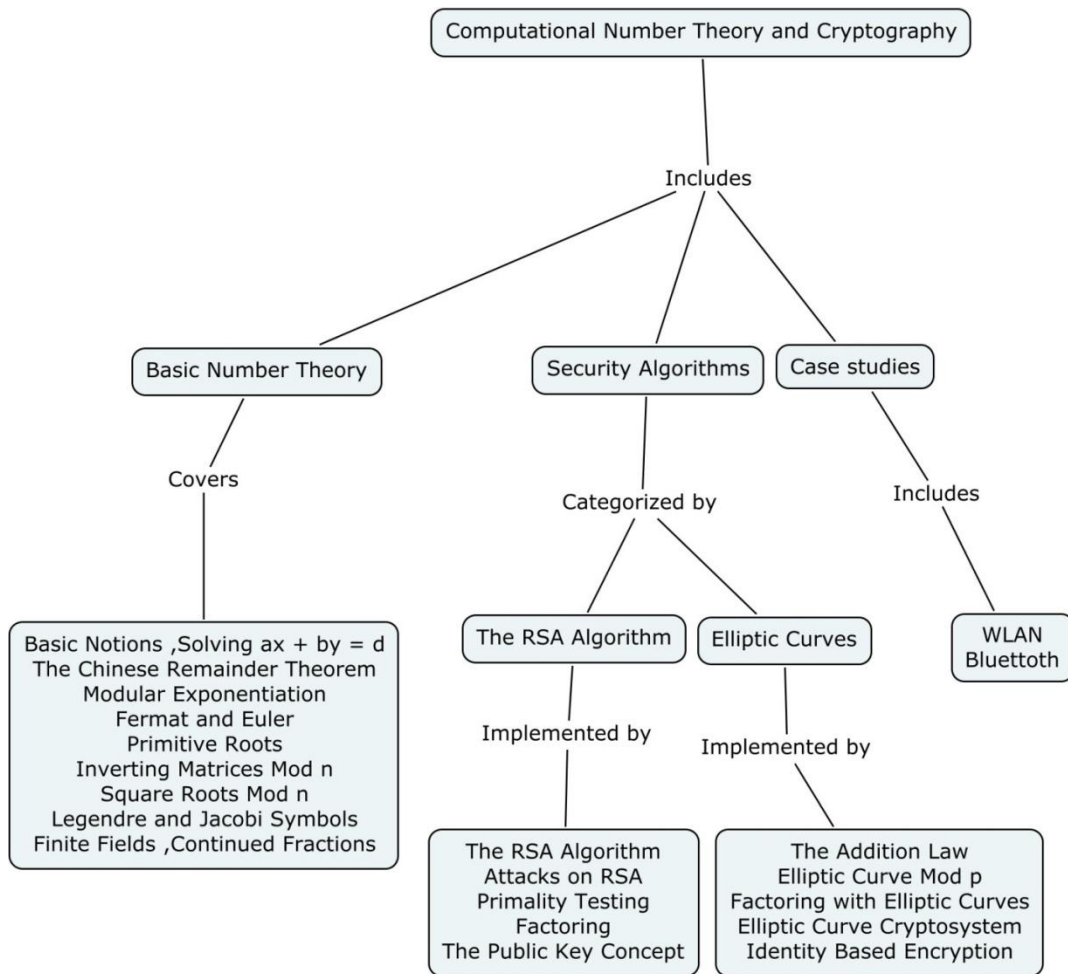 Computational Number Theory and Cryptography
Includes
Basic Number Theory
Security Algorithms
Case studies
Covers
Categorized by
Includes
Basic Notions ,Solving ax + by = d
The Chinese Remainder Theorem
Modular Exponentiation
Fermat and Euler
Primitive Roots
Inverting Matrices Mod n
Square Roots Mod n
Legendre and Jacobi Symbols
Finite Fields ,Continued Fractions
The RSA Algorithm
Elliptic Curves
WLAN
Bluettoth
Implemented by
Implemented by
The RSA Algorithm
Attacks on RSA
Primality Testing
Factoring
The Public Key Concept
The Addition Law
Elliptic Curve Mod p
Factoring with Elliptic Curves
Elliptic Curve Cryptosystem
Identity Based Encryption